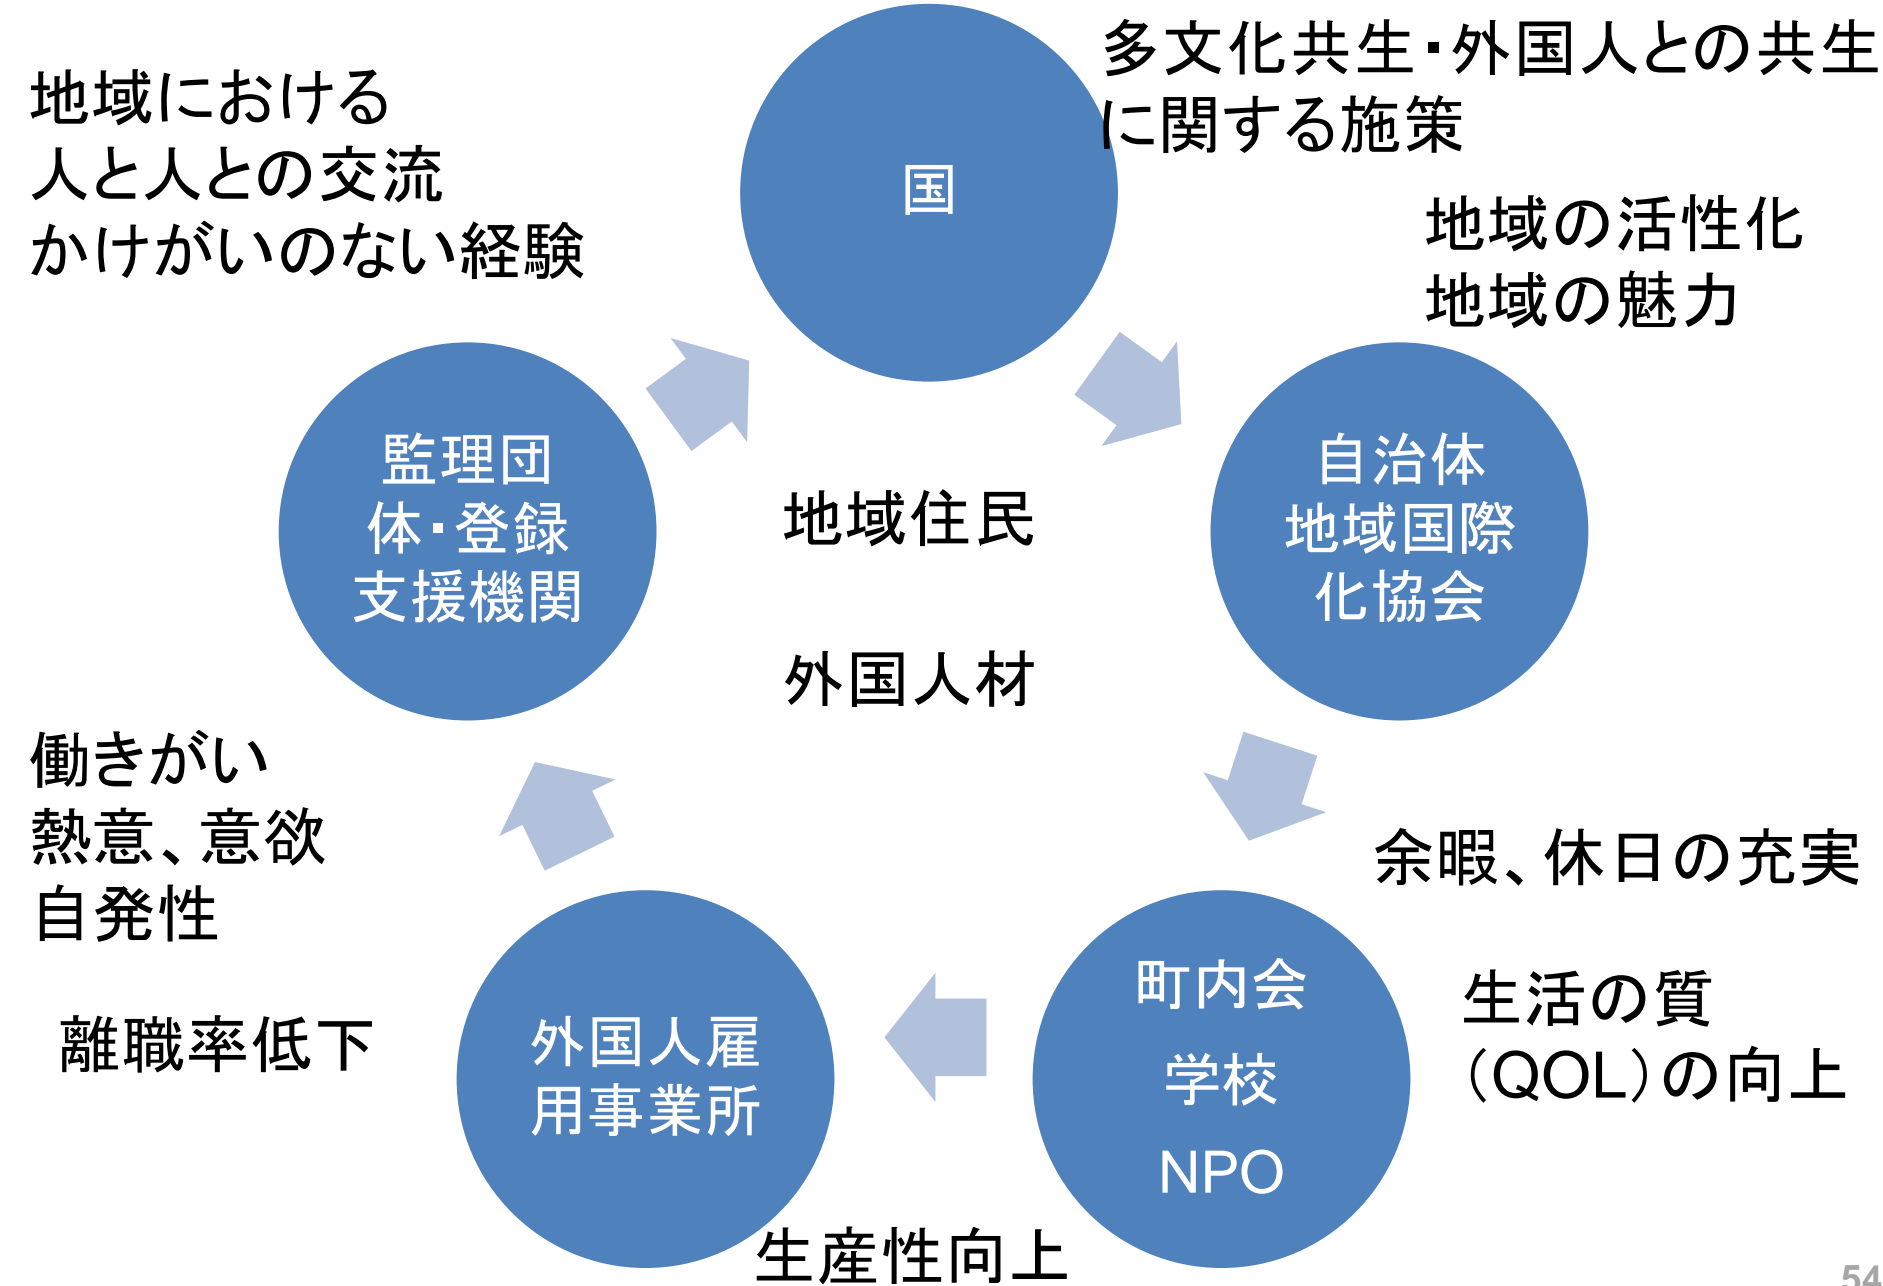 多文化共生・外国人との共生
に関する施策
地域における
人と人との交流
かけがいのない経験
国
地域の活性化
地域の魅力
監理団
体・登録
支援機関
自治体
地域国際
化協会
地域住民
外国人材
働きがい
熱意、意欲
自発性
余暇、休日の充実
離職率低下
外国人雇
用事業所
町内会
学校
NPO
生活の質
（QOL）の向上
生産性向上
54